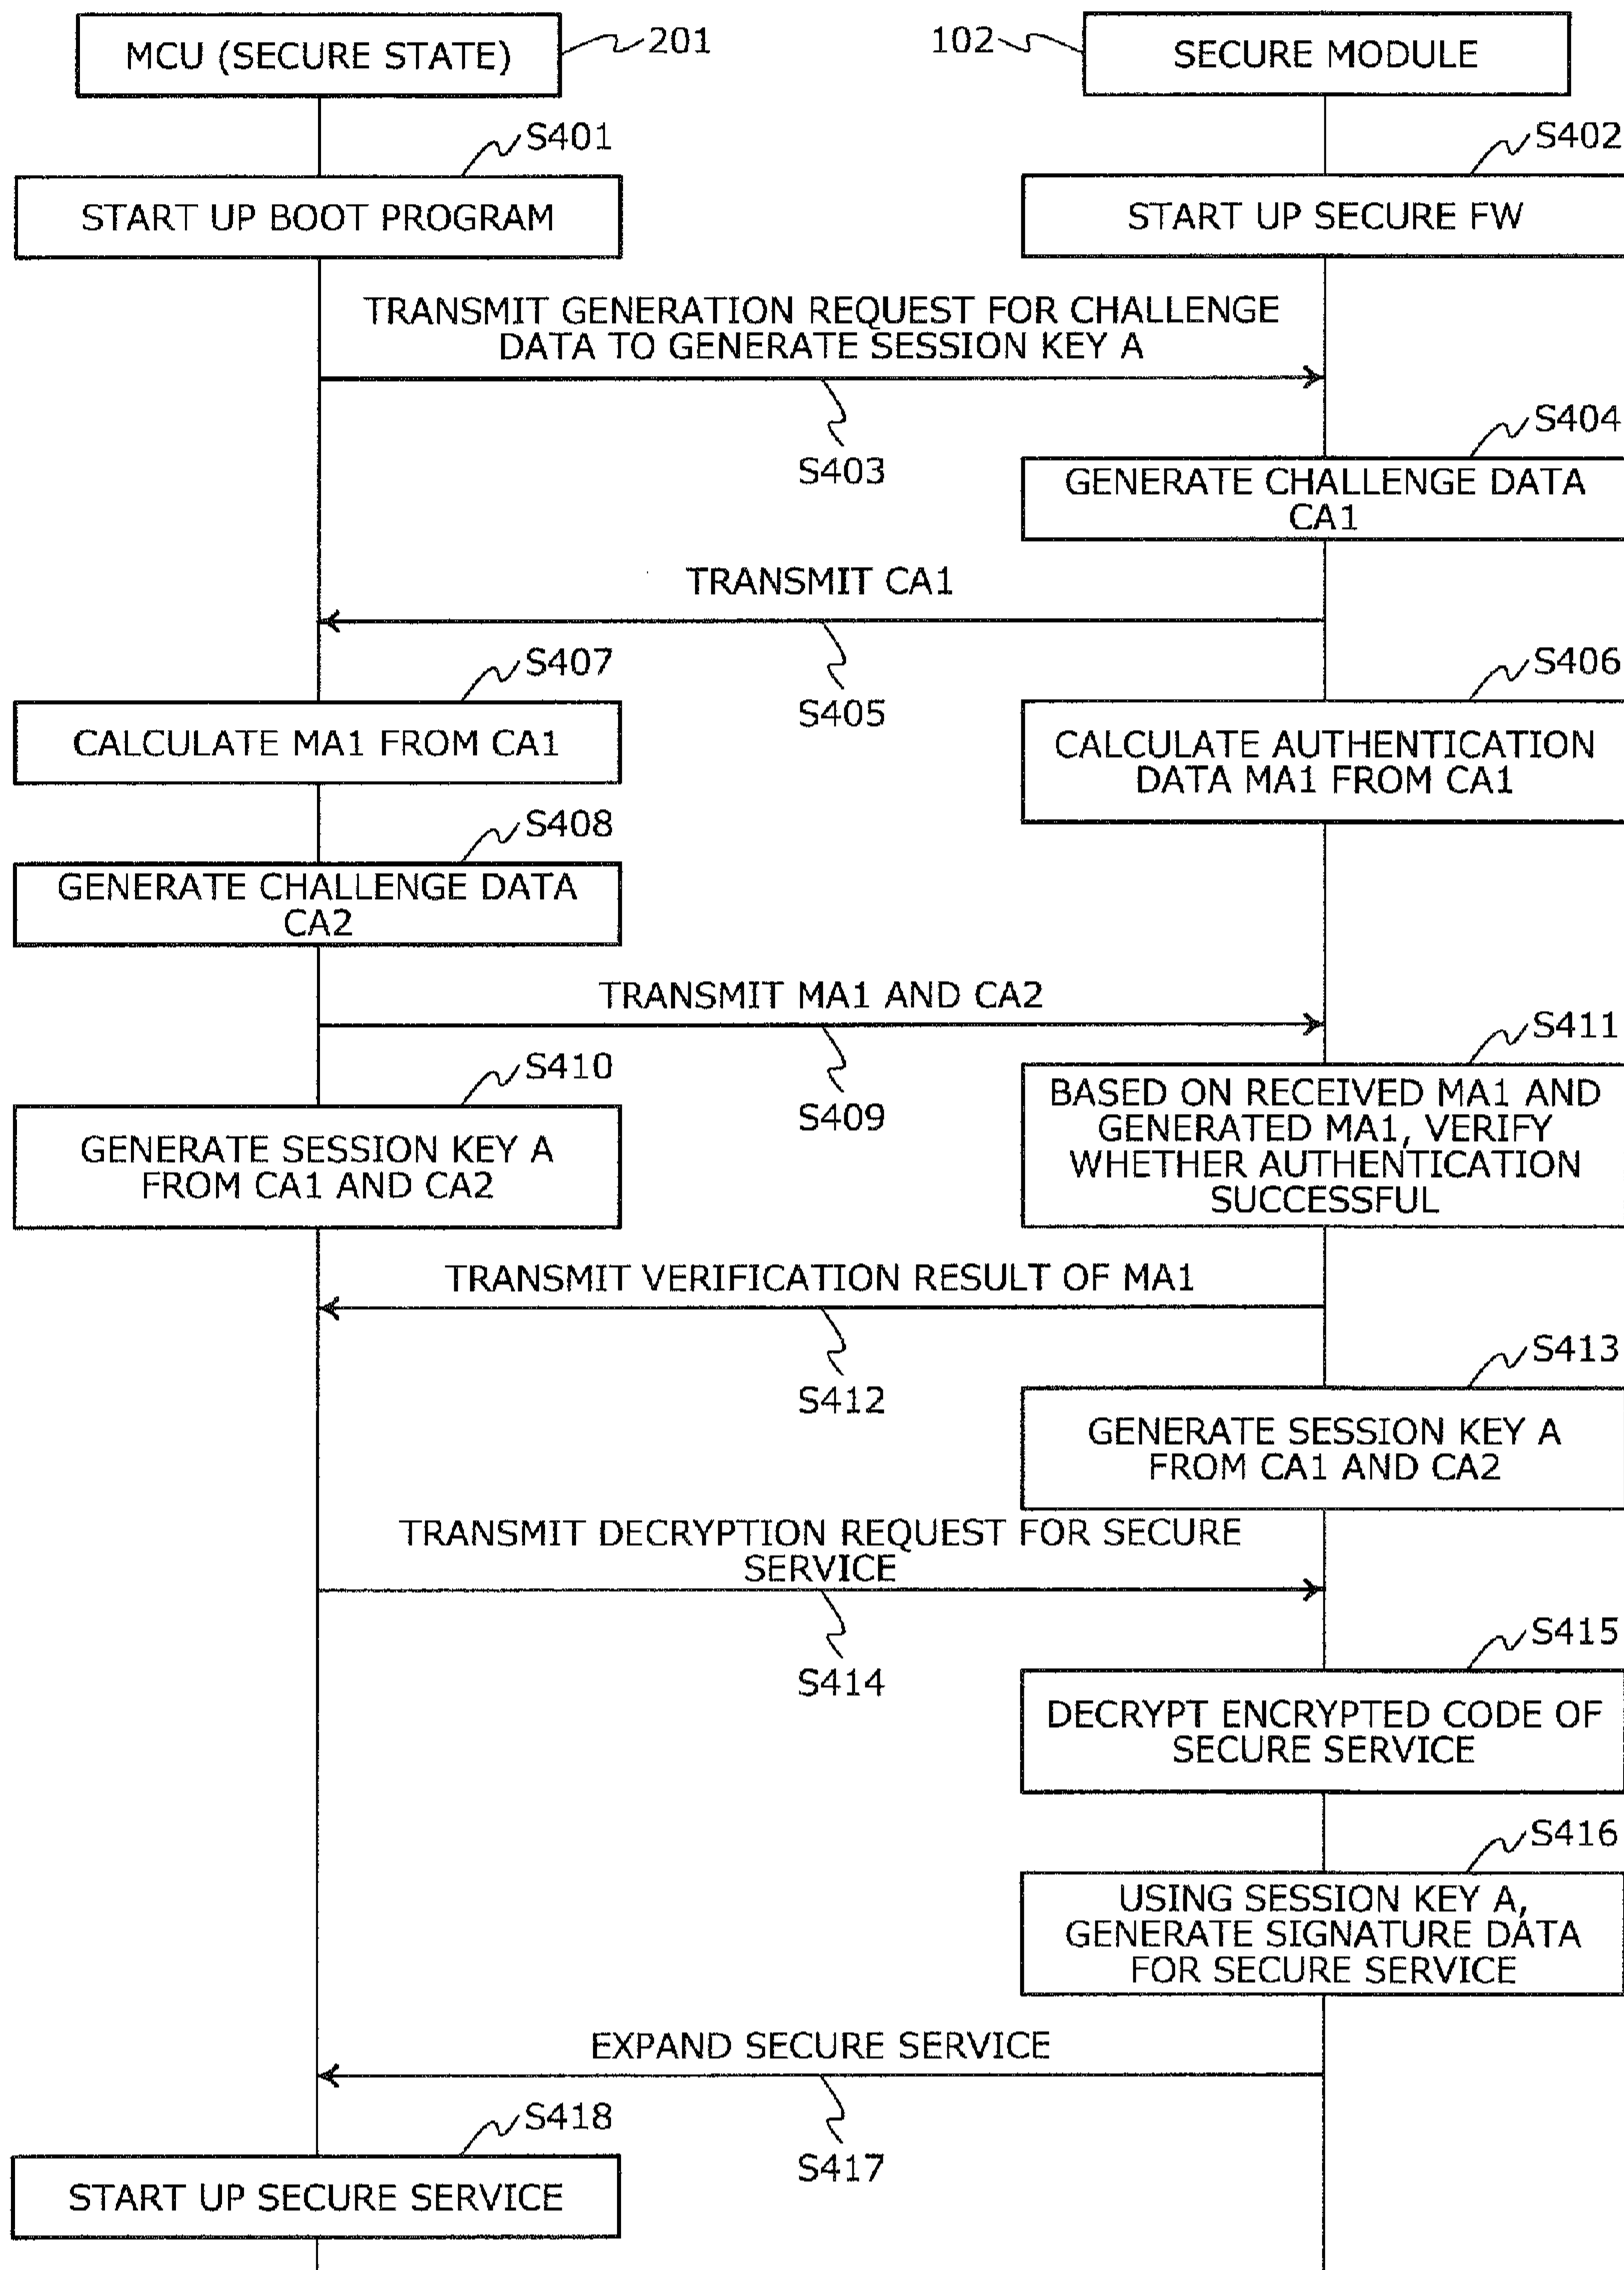 MCU (SECURE STATE)
201
102
SECURE MODULE
S401
START UP BOOT PROGRAM
S402
START UP SECURE FW
TRANSMIT GENERATION REQUEST FOR CHALLENGE
DATA TO GENERATE SESSION KEY A
S403
S404
GENERATE CHALLENGE DATA
CA1
TRANSMIT CA1
S405
S407
CALCULATE MA1 FROM CA1
S406
CALCULATE AUTHENTICATION
DATA MA1 FROM CA1
S408
GENERATE CHALLENGE DATA
CA2
TRANSMIT MA1 AND CA2
S409
S410
GENERATE SESSION KEY A
FROM CA1 AND CA2
S411
BASED ON RECEIVED MA1 AND
GENERATED MA1, VERIFY
WHETHER AUTHENTICATION
SUCCESSFUL
TRANSMIT VERIFICATION RESULT OF MA1
S412
S413
GENERATE SESSION KEY A
FROM CA1 AND CA2
TRANSMIT DECRYPTION REQUEST FOR SECURE
SERVICE
S414
S415
DECRYPT ENCRYPTED CODE OF
SECURE SERVICE
S416
USING SESSION KEY A,
GENERATE SIGNATURE DATA
FOR SECURE SERVICE
EXPAND SECURE SERVICE
S417
S418
START UP SECURE SERVICE